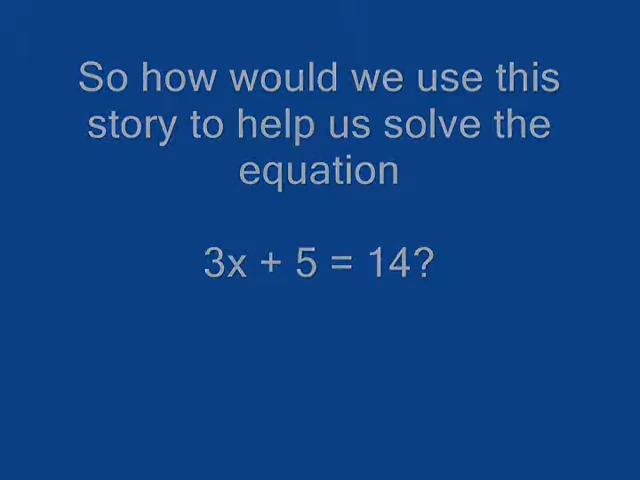 So how would we use this
story to help us solve the
equation
3x + 5 = 14?